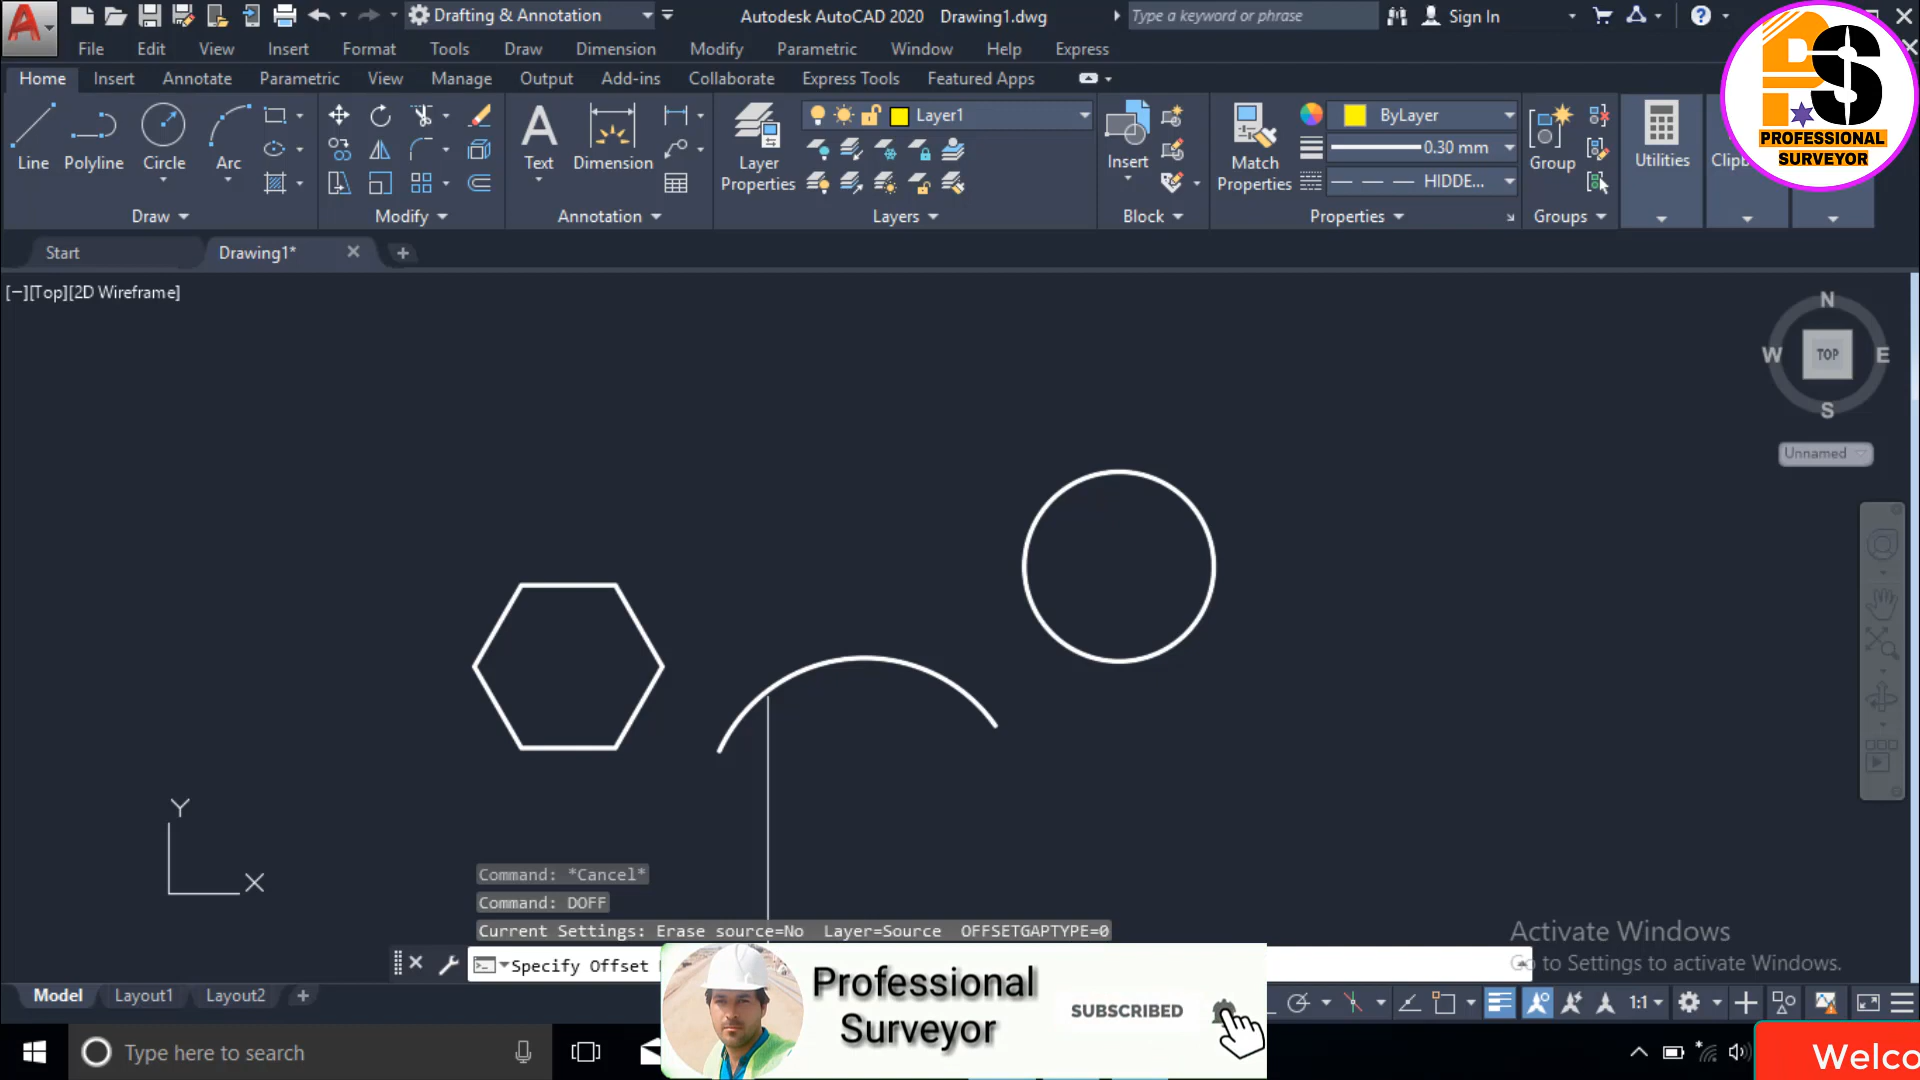 Drafting & Annotation
Autodesk AutoCAD 2020 Drawing1.dwg
Type a keyword or phrase
Sign In
File Edit View Insert Format Tools Draw Dimension Modify Parametric Window Help Express
Home Insert Annotate Parametric View Manage Output Add-ins Collaborate Express Tools Featured Apps
Line Polyline Circle Arc
Text Dimension
Layer Properties
Layer1
Insert
Match Properties
ByLayer
0.30 mm
HIDDE...
Group
Utilities
Draw Modify Annotation Layers Block Properties Groups
PS
PROFESSIONAL
SURVEYOR
Start Drawing1*
[−][Top][2D Wireframe]
N
W TOP E
S
Unnamed
Y
X
Command: *Cancel*
Command: DOFF
Current Settings: Erase source=No Layer=Source OFFSETGAPTYPE=0
Specify Offset
Activate Windows
Go to Settings to activate Windows.
Model Layout1 Layout2
1:1
Professional
Surveyor
SUBSCRIBED
Type here to search